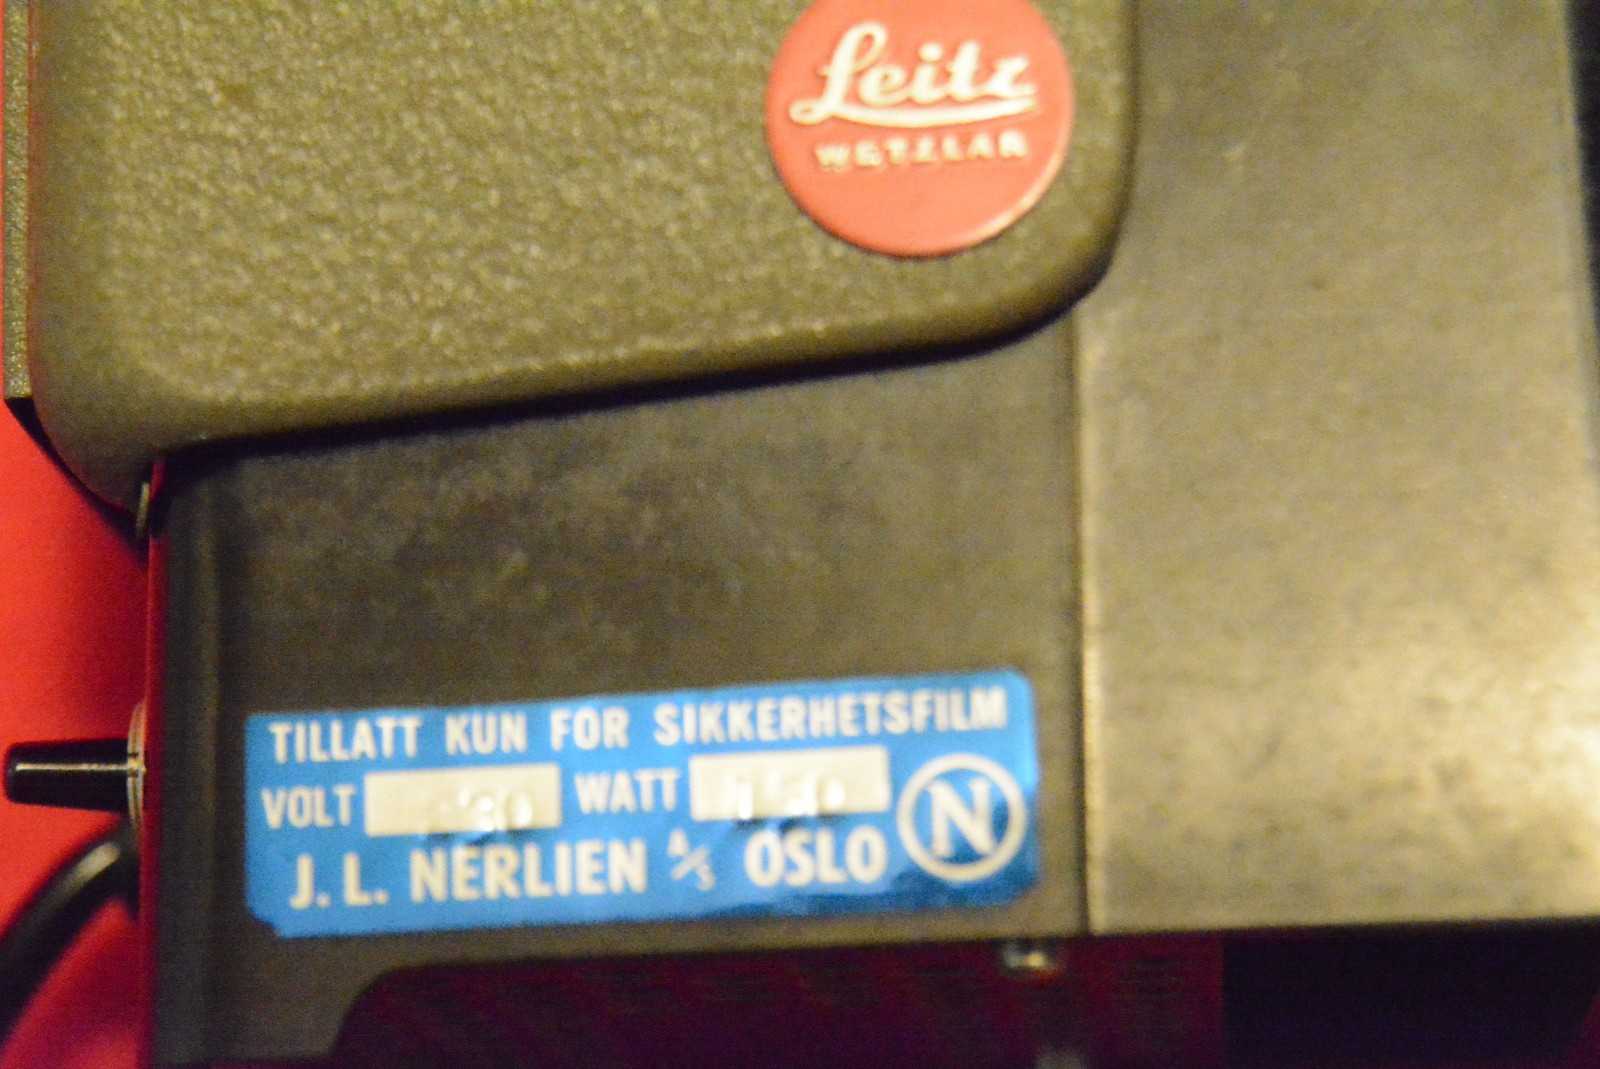 Leitz
WETZLAR
TILLATT KUN FOR SIKKERHETSFILM
VOLT WATT
J. L. NERLIEN A/S OSLO
N